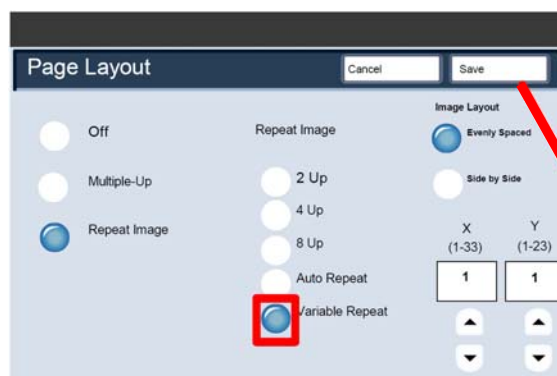 Page Layout
Cancel
Save
Off
Multiple-Up
Repeat Image
Repeat Image
2 Up
4 Up
8 Up
Auto Repeat
Variable Repeat
Image Layout
Evenly Spaced
Side by Side
X
(1-33)
1
Y
(1-23)
1